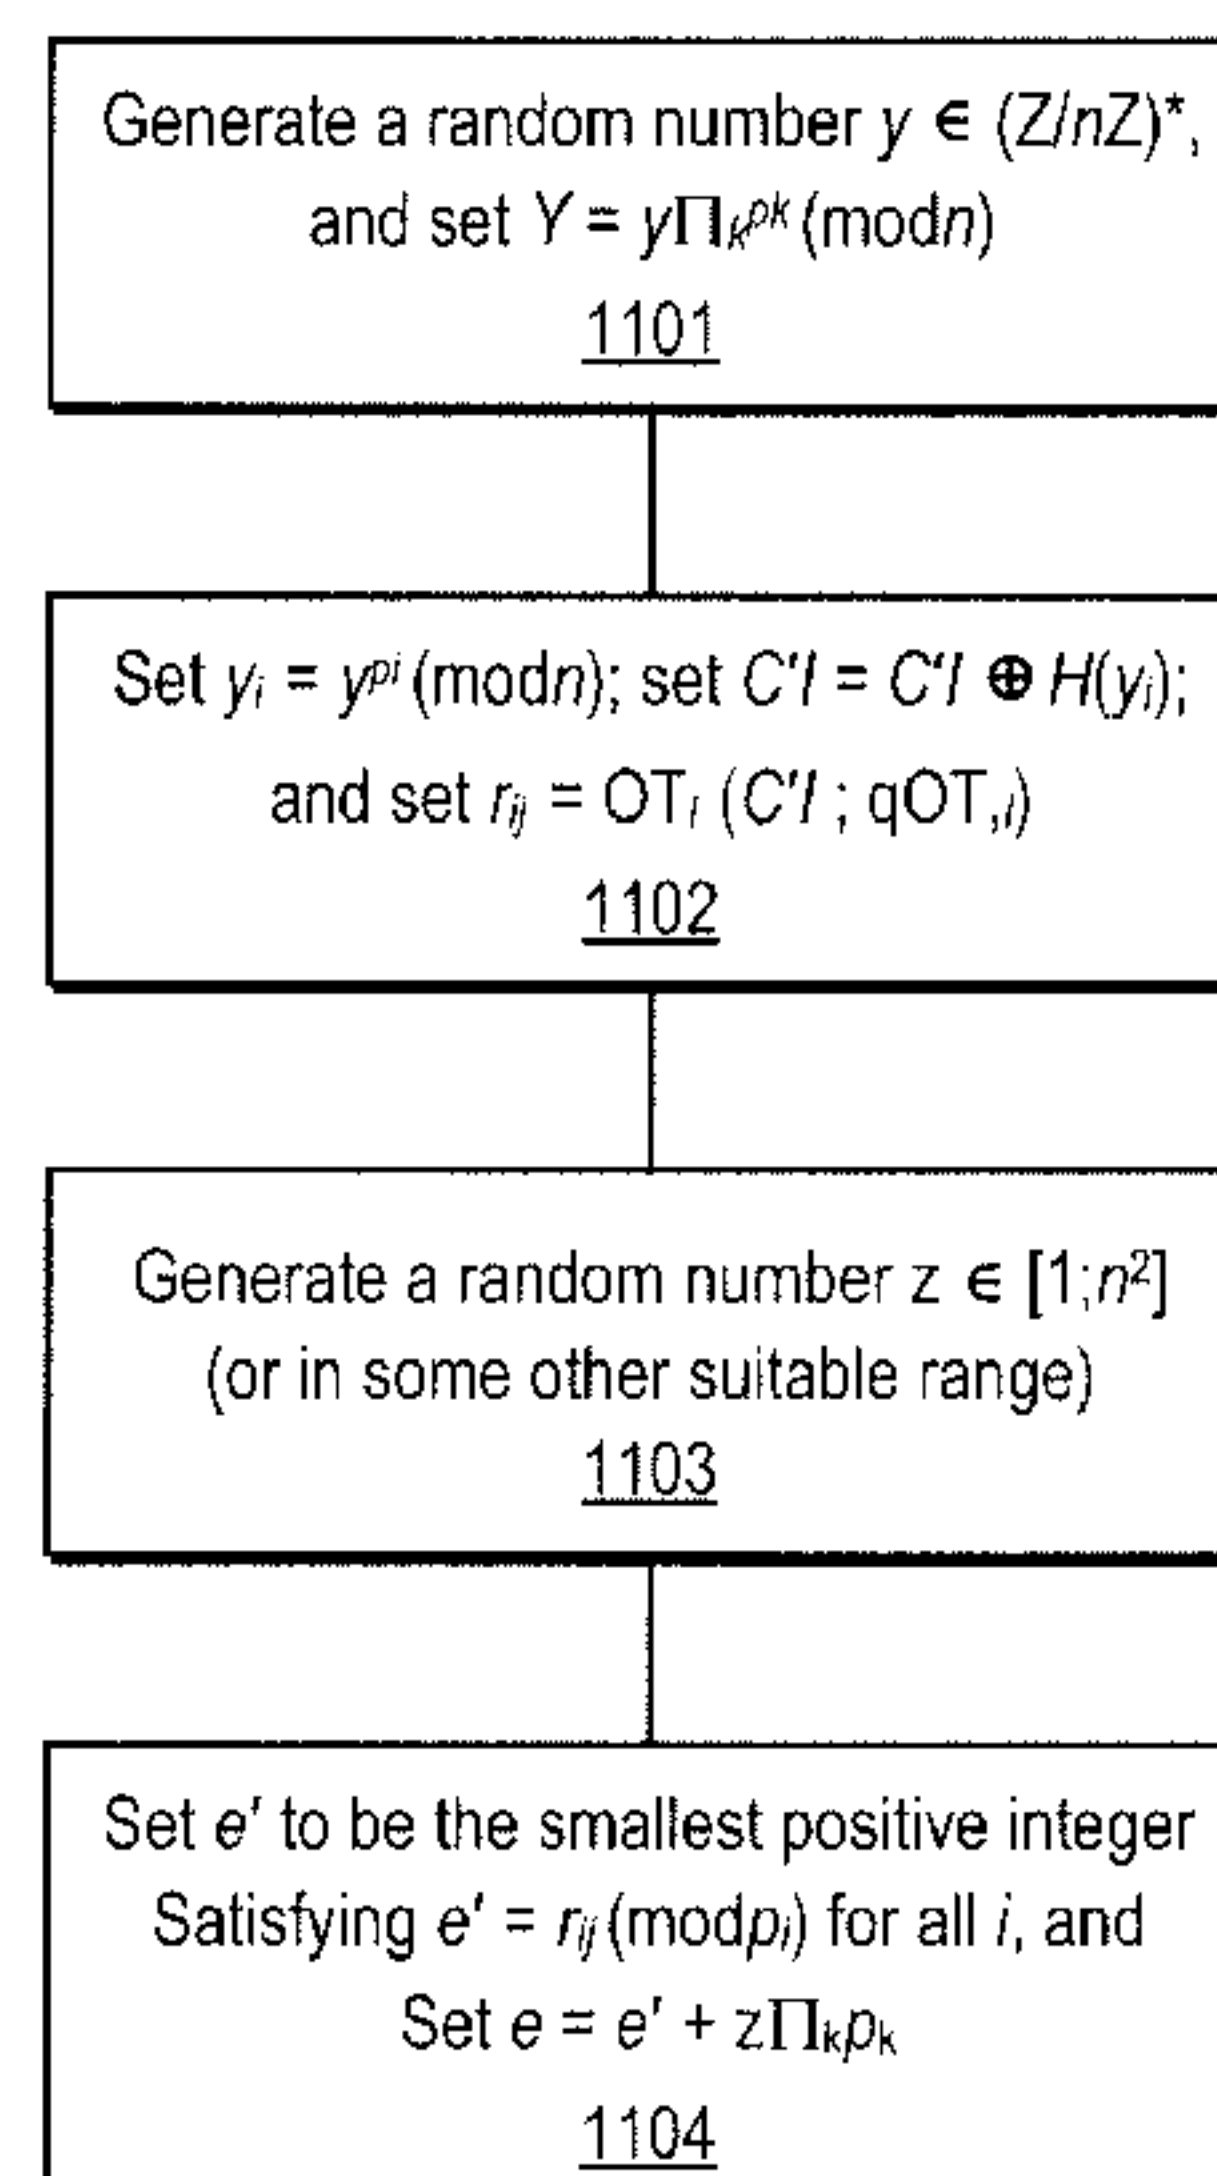 Generate a random number y ∈ (Z/nZ)*,
and set Y = yΠₖᵖᵏ (modn)
1101
Set yᵢ = yᵖⁱ (modn); set C'I = C'I ⊕ H(yᵢ);
and set rᵢⱼ = OTᵢ (C'I ; qOT,ᵢ)
1102
Generate a random number z ∈ [1;n²]
(or in some other suitable range)
1103
Set e' to be the smallest positive integer
Satisfying e' = rᵢⱼ (modpᵢ) for all i, and
Set e = e' + zΠₖpₖ
1104